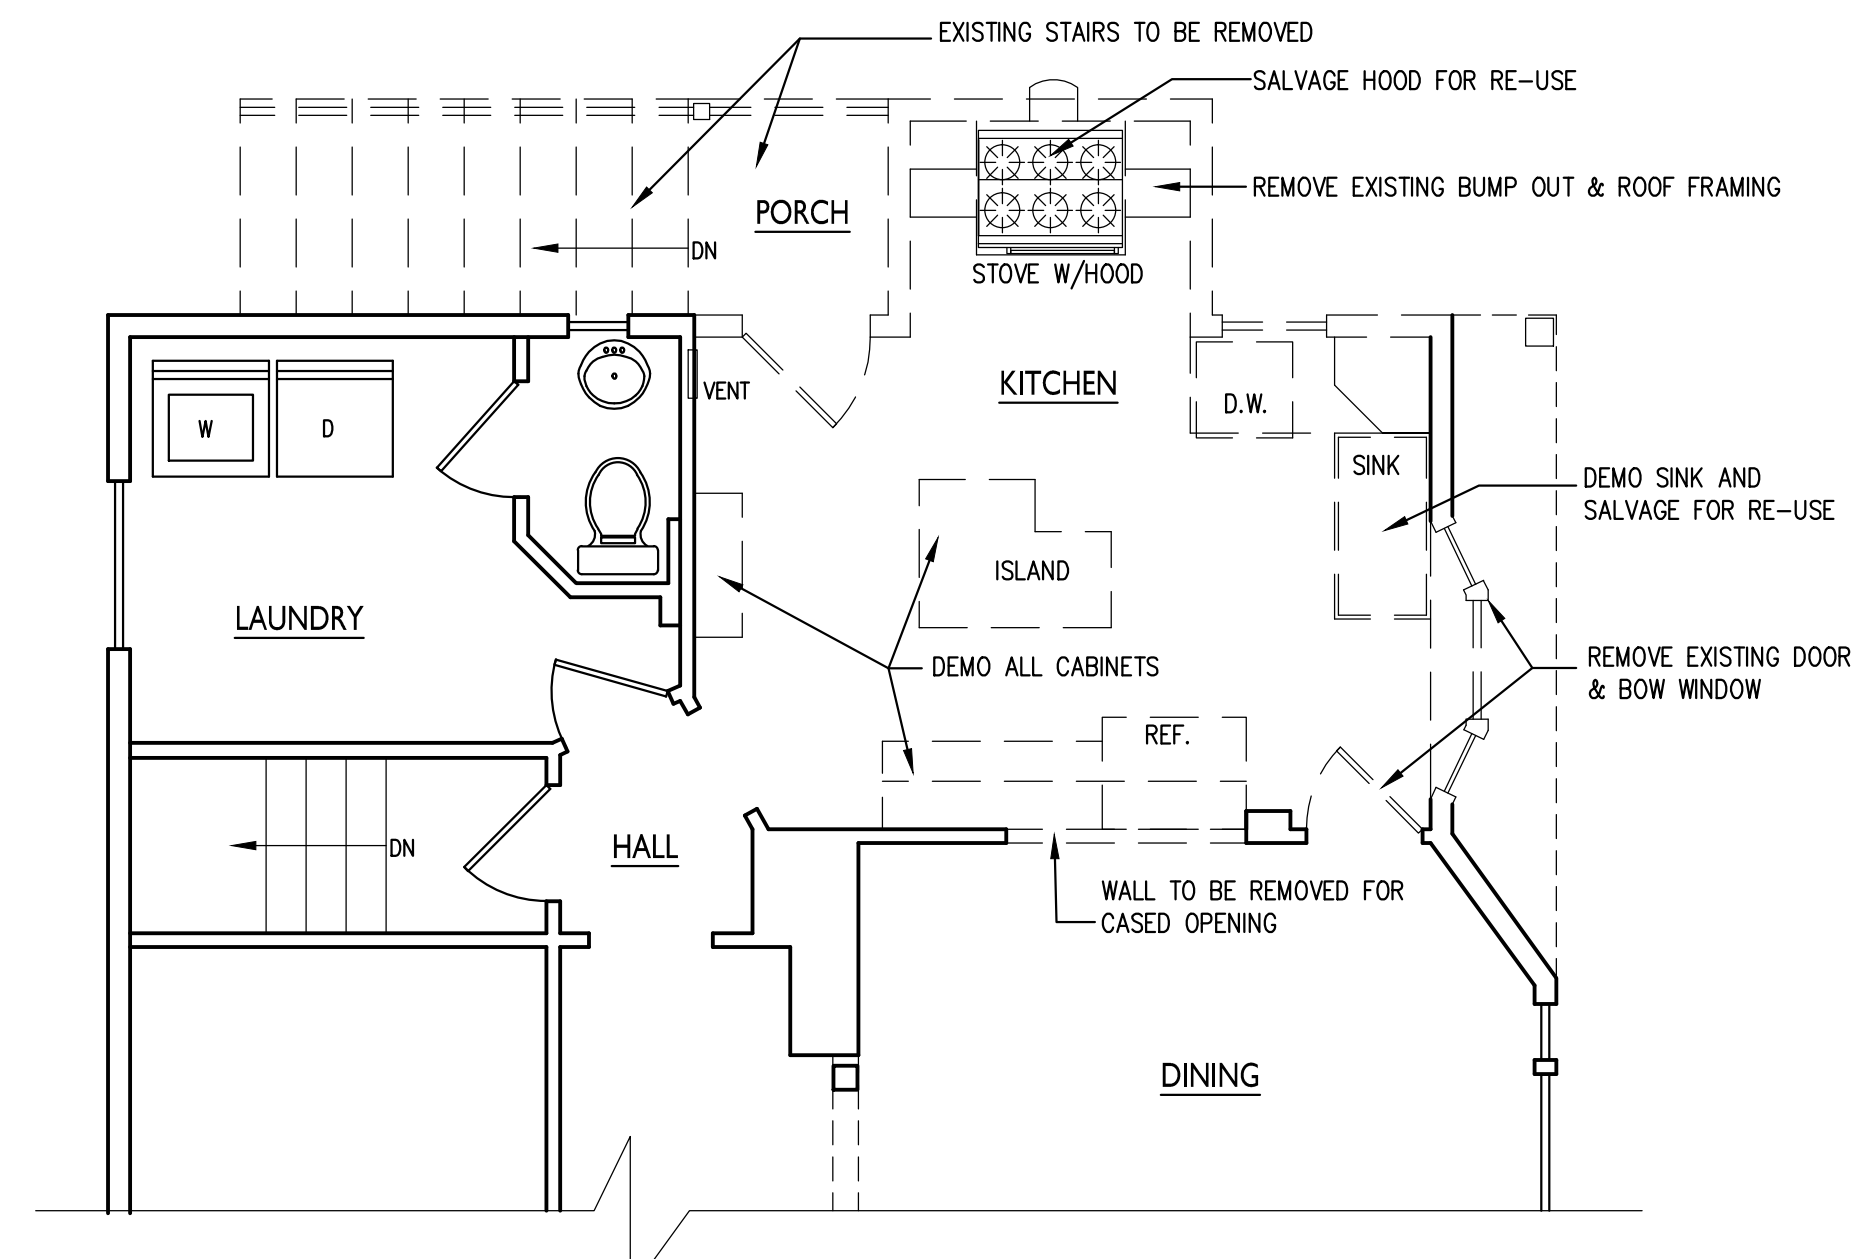 EXISTING STAIRS TO BE REMOVED
SALVAGE HOOD FOR RE-USE
REMOVE EXISTING BUMP OUT & ROOF FRAMING
PORCH
DN
STOVE W/HOOD
KITCHEN
VENT
D.W.
W
D
SINK
DEMO SINK AND
SALVAGE FOR RE-USE
ISLAND
LAUNDRY
DEMO ALL CABINETS
REMOVE EXISTING DOOR
& BOW WINDOW
REF.
HALL
DN
WALL TO BE REMOVED FOR
CASED OPENING
DINING